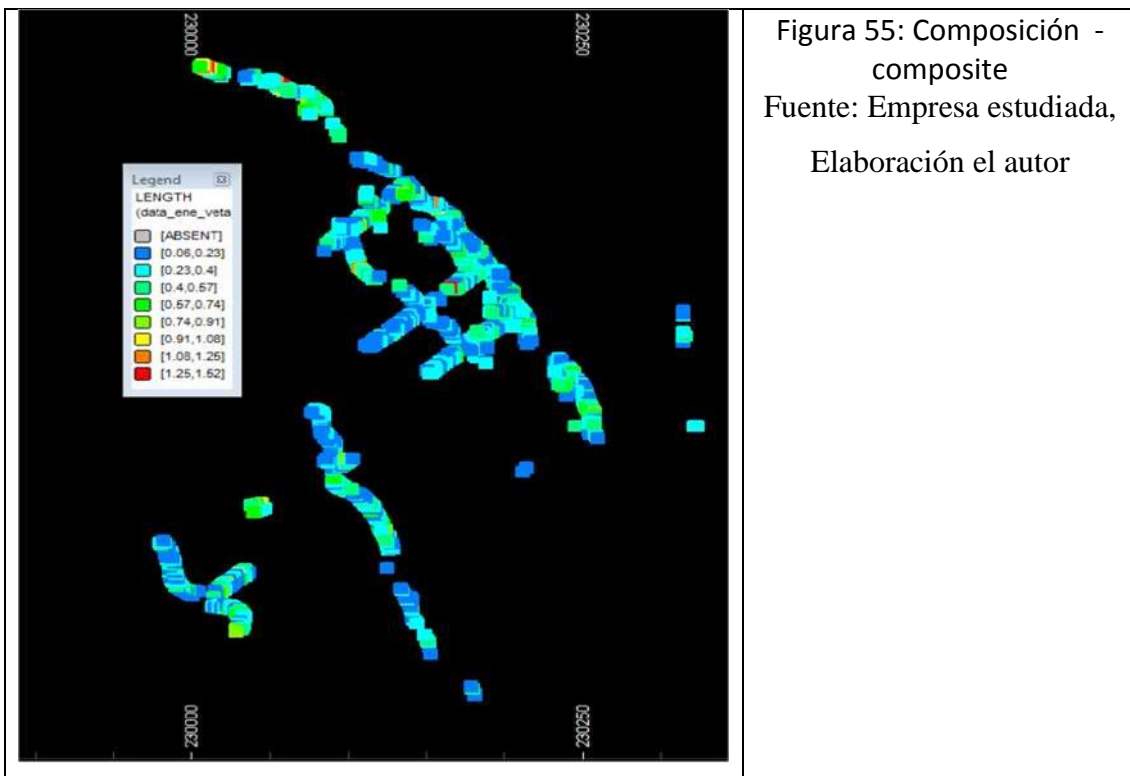 230000
230250
Legend
LENGTH
(data_ene_veta
[ABSENT]
[0.06,0.23]
[0.23,0.4]
[0.4,0.57]
[0.57,0.74]
[0.74,0.91]
[0.91,1.08]
[1.08,1.25]
[1.25,1.52]
230000
230250
Figura 55: Composición -
composite
Fuente: Empresa estudiada,
Elaboración el autor